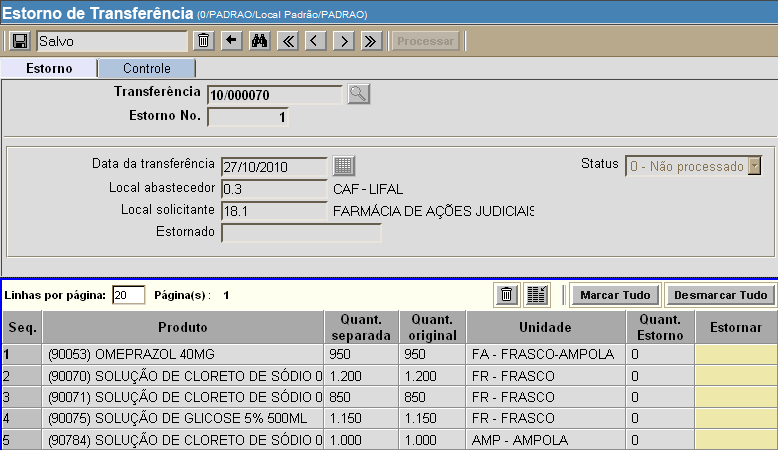 Estorno de Transferência (0/PADRAO/Local Padrão/PADRAO)
Salvo Processar
Estorno Controle
Transferência 10/000070
Estorno No. 1
Data da transferência 27/10/2010 Status 0 - Não processado
Local abastecedor 0.3 CAF - LIFAL
Local solicitante 18.1 FARMÁCIA DE AÇÕES JUDICIAIS
Estornado
Linhas por página: 20 Página(s) : 1 Marcar Tudo Desmarcar Tudo
Seq. Produto Quant. separada Quant. original Unidade Quant. Estorno Estornar
1 (90053) OMEPRAZOL 40MG 950 950 FA - FRASCO-AMPOLA 0
2 (90070) SOLUÇÃO DE CLORETO DE SÓDIO 0 1.200 1.200 FR - FRASCO 0
3 (90071) SOLUÇÃO DE CLORETO DE SÓDIO 0 850 850 FR - FRASCO 0
4 (90075) SOLUÇÃO DE GLICOSE 5% 500ML 1.150 1.150 FR - FRASCO 0
5 (90784) SOLUÇÃO DE CLORETO DE SÓDIO 0 1.000 1.000 AMP - AMPOLA 0